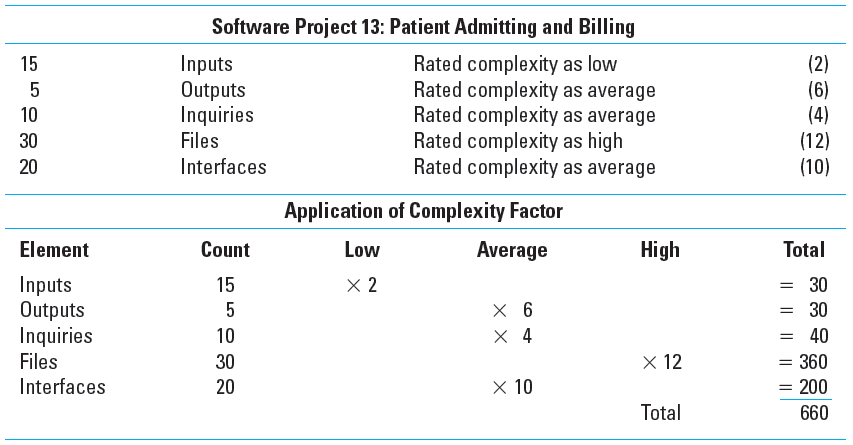 Software Project 13: Patient Admitting and Billing
15 Inputs Rated complexity as low (2)
5 Outputs Rated complexity as average (6)
10 Inquiries Rated complexity as average (4)
30 Files Rated complexity as high (12)
20 Interfaces Rated complexity as average (10)
Application of Complexity Factor
Element Count Low Average High Total
Inputs 15 × 2 = 30
Outputs 5 × 6 = 30
Inquiries 10 × 4 = 40
Files 30 × 12 = 360
Interfaces 20 × 10 = 200
Total 660